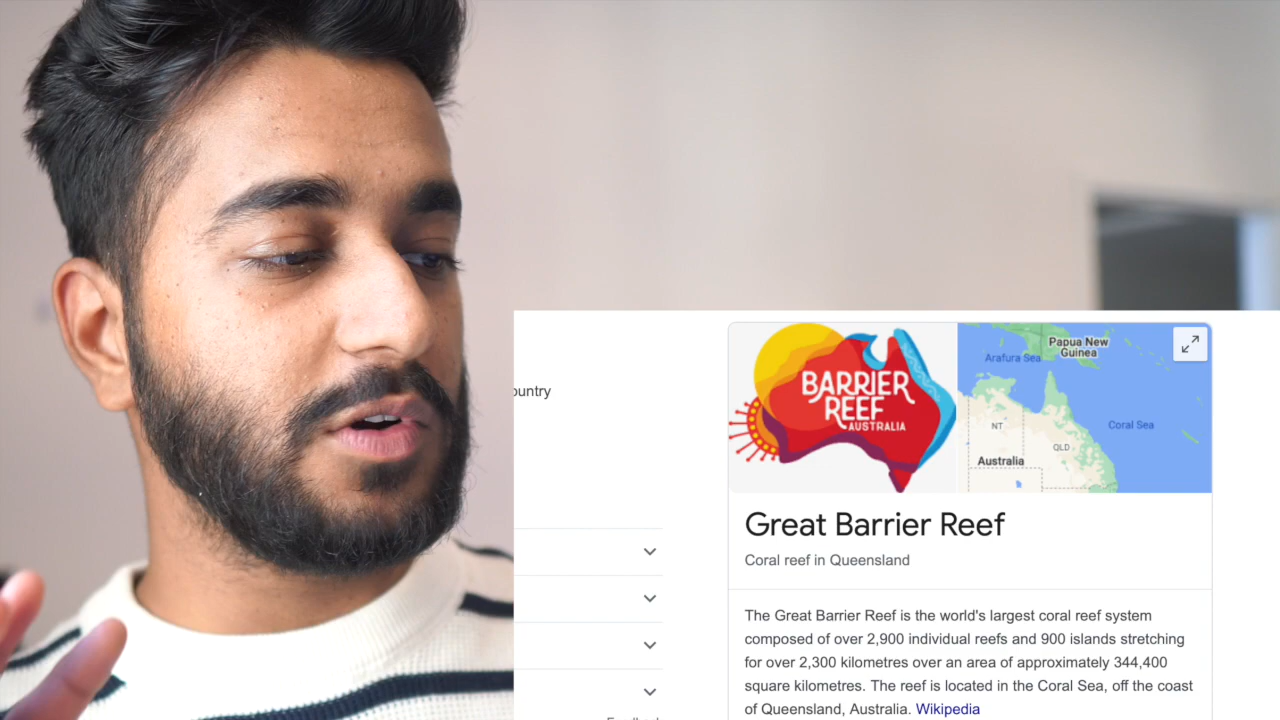 ountry
BARRIER
REEF
AUSTRALIA
Papua New
Guinea
Arafura Sea
NT
QLD
Coral Sea
Australia
Great Barrier Reef
Coral reef in Queensland
The Great Barrier Reef is the world's largest coral reef system
composed of over 2,900 individual reefs and 900 islands stretching
for over 2,300 kilometres over an area of approximately 344,400
square kilometres. The reef is located in the Coral Sea, off the coast
of Queensland, Australia. Wikipedia